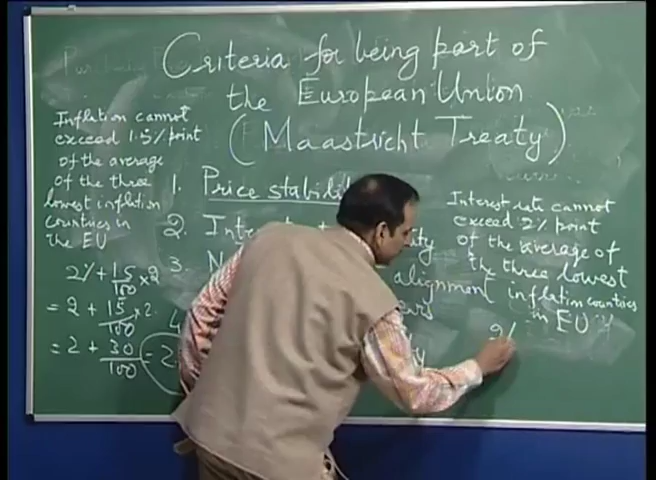 Criteria for being part of
the European Union
(Maastricht Treaty)
Inflation cannot
exceed 1.5% point
of the average
of the three
lowest inflation
countries in
the EU
2% + 15/100 × 2
= 2 + 15/100 × 2
= 2 + 30/100 = 2
1. Price
2.
3.
4
alignment
Interest rate cannot
exceed 2% point
of the average of
the three lowest
inflation countries
in EU